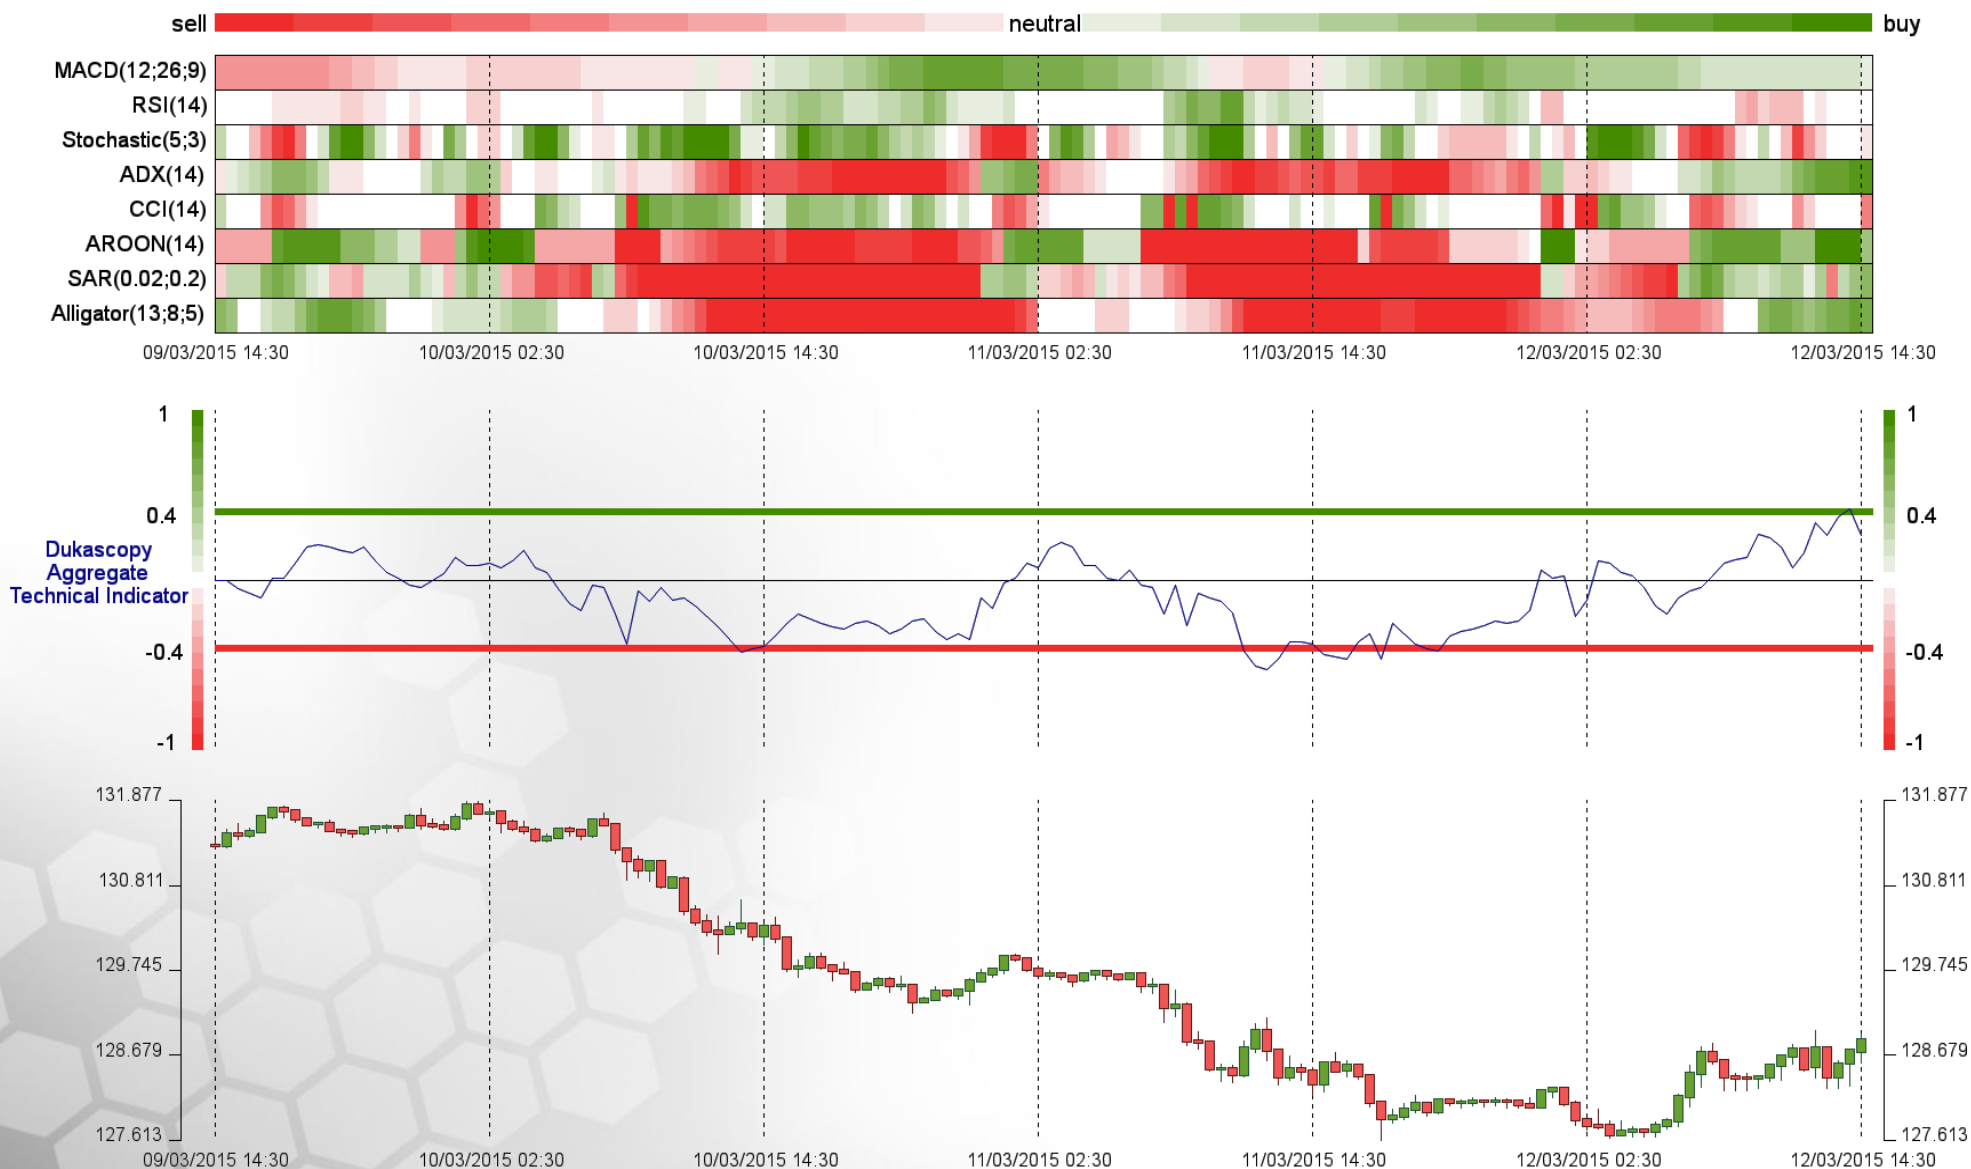 sell neutral buy
MACD(12;26;9)
RSI(14)
Stochastic(5;3)
ADX(14)
CCI(14)
AROON(14)
SAR(0.02;0.2)
Alligator(13;8;5)
09/03/2015 14:30 10/03/2015 02:30 10/03/2015 14:30 11/03/2015 02:30 11/03/2015 14:30 12/03/2015 02:30 12/03/2015 14:30
1 1
0.4 0.4
Dukascopy
Aggregate
Technical Indicator
-0.4 -0.4
-1 -1
131.877 131.877
130.811 130.811
129.745 129.745
128.679 128.679
127.613 127.613
09/03/2015 14:30 10/03/2015 02:30 10/03/2015 14:30 11/03/2015 02:30 11/03/2015 14:30 12/03/2015 02:30 12/03/2015 14:30